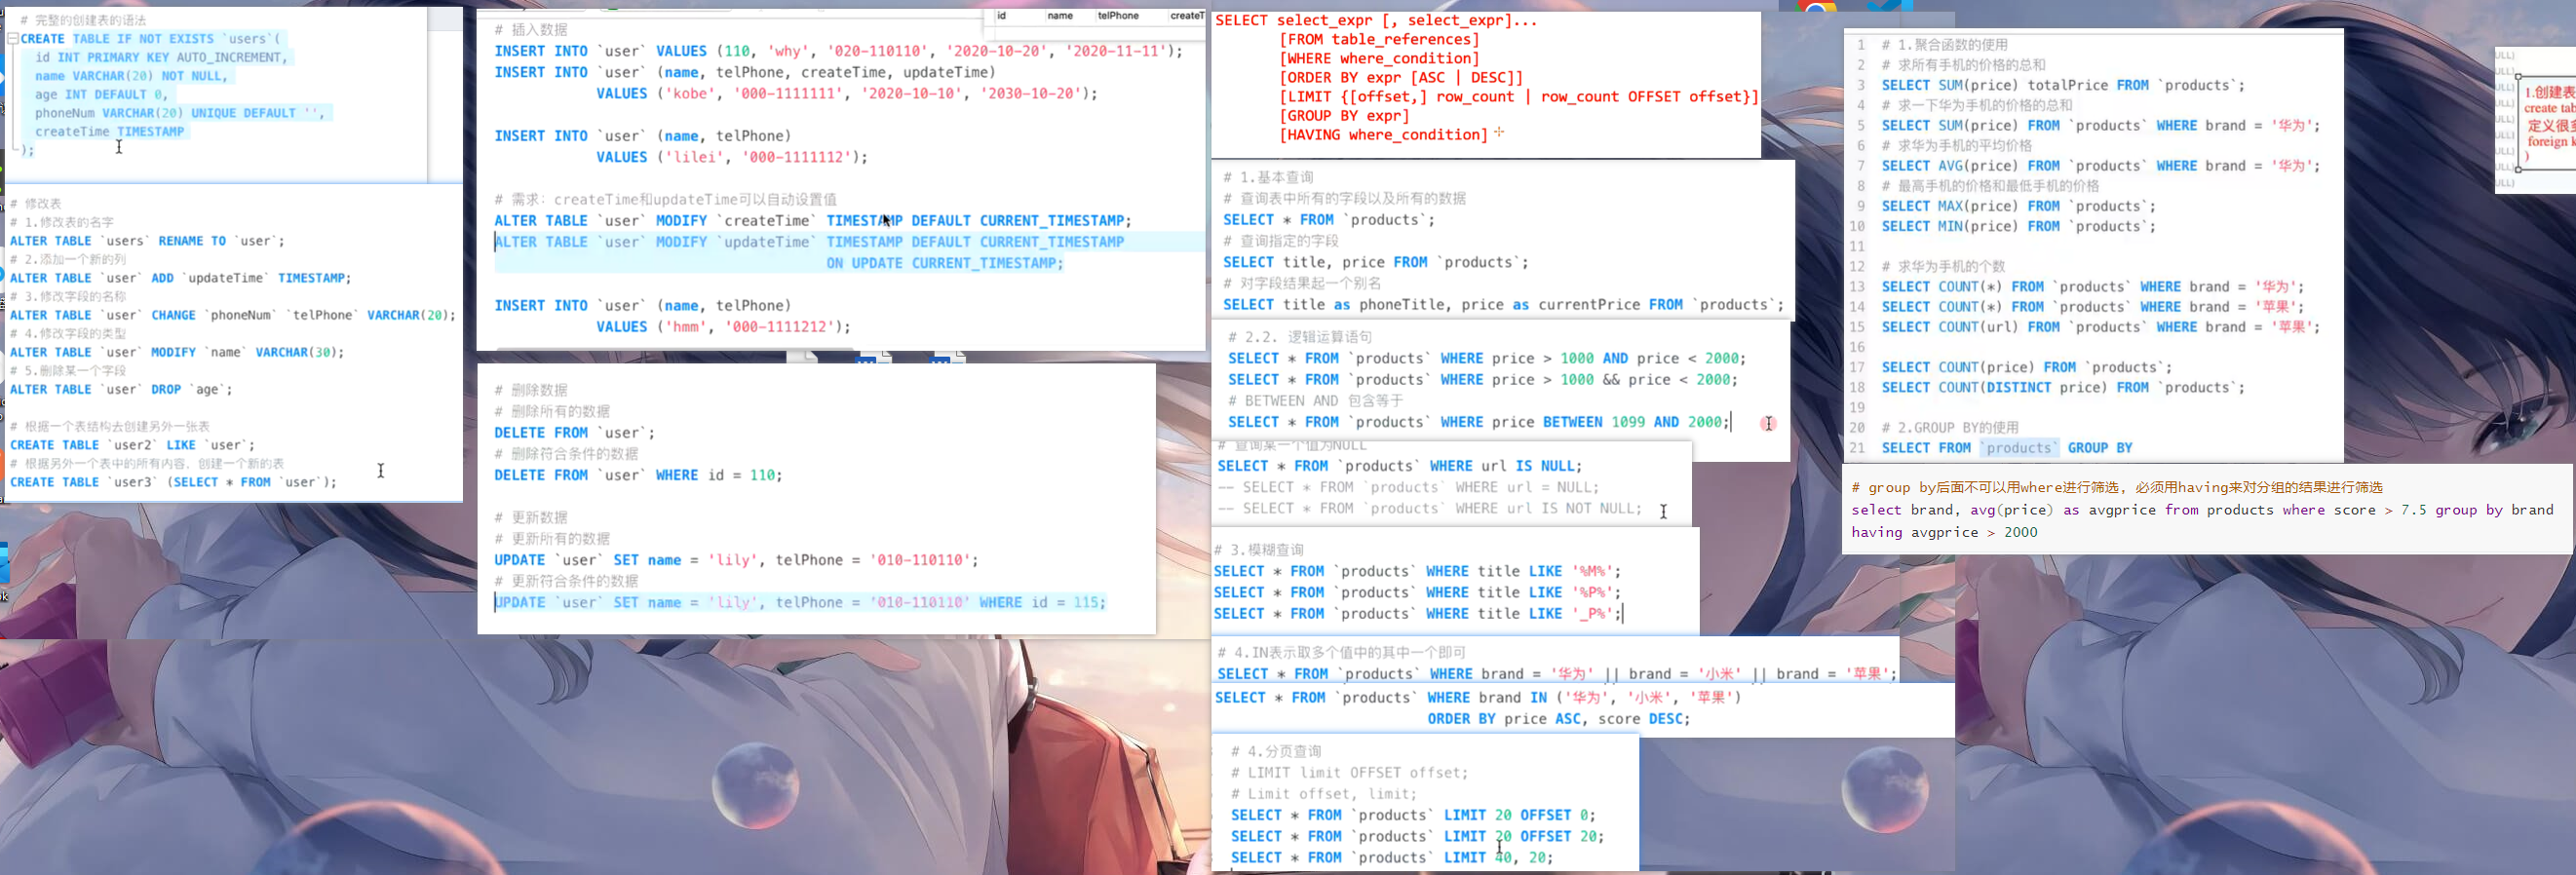 # 完整的创建表的语法
CREATE TABLE IF NOT EXISTS `users`(
id INT PRIMARY KEY AUTO_INCREMENT,
name VARCHAR(20) NOT NULL,
age INT DEFAULT 0,
phoneNum VARCHAR(20) UNIQUE DEFAULT '',
createTime TIMESTAMP
);
# 修改表
# 1.修改表的名字
ALTER TABLE `users` RENAME TO `user`;
# 2.添加一个新的列
ALTER TABLE `user` ADD `updateTime` TIMESTAMP;
# 3.修改字段的名称
ALTER TABLE `user` CHANGE `phoneNum` `telPhone` VARCHAR(20);
# 4.修改字段的类型
ALTER TABLE `user` MODIFY `name` VARCHAR(30);
# 5.删除某一个字段
ALTER TABLE `user` DROP `age`;
# 根据一个表结构去创建另外一张表
CREATE TABLE `user2` LIKE `user`;
# 根据另外一个表中的所有内容，创建一个新的表
CREATE TABLE `user3` (SELECT * FROM `user`);
id name telPhone createT
# 插入数据
INSERT INTO `user` VALUES (110, 'why', '020-110110', '2020-10-20', '2020-11-11');
INSERT INTO `user` (name, telPhone, createTime, updateTime)
VALUES ('kobe', '000-1111111', '2020-10-10', '2030-10-20');
INSERT INTO `user` (name, telPhone)
VALUES ('lilei', '000-1111112');
# 需求：createTime和updateTime可以自动设置值
ALTER TABLE `user` MODIFY `createTime` TIMESTAMP DEFAULT CURRENT_TIMESTAMP;
ALTER TABLE `user` MODIFY `updateTime` TIMESTAMP DEFAULT CURRENT_TIMESTAMP
ON UPDATE CURRENT_TIMESTAMP;
INSERT INTO `user` (name, telPhone)
VALUES ('hmm', '000-1111212');
# 删除数据
# 删除所有的数据
DELETE FROM `user`;
# 删除符合条件的数据
DELETE FROM `user` WHERE id = 110;
# 更新数据
# 更新所有的数据
UPDATE `user` SET name = 'lily', telPhone = '010-110110';
# 更新符合条件的数据
UPDATE `user` SET name = 'lily', telPhone = '010-110110' WHERE id = 115;
SELECT select_expr [, select_expr]...
[FROM table_references]
[WHERE where_condition]
[ORDER BY expr [ASC | DESC]]
[LIMIT {[offset,] row_count | row_count OFFSET offset}]
[GROUP BY expr]
[HAVING where_condition]
# 1.基本查询
# 查询表中所有的字段以及所有的数据
SELECT * FROM `products`;
# 查询指定的字段
SELECT title, price FROM `products`;
# 对字段结果起一个别名
SELECT title as phoneTitle, price as currentPrice FROM `products`;
# 2.2. 逻辑运算语句
SELECT * FROM `products` WHERE price > 1000 AND price < 2000;
SELECT * FROM `products` WHERE price > 1000 && price < 2000;
# BETWEEN AND 包含等于
SELECT * FROM `products` WHERE price BETWEEN 1099 AND 2000;
# 查询某一个值为NULL
SELECT * FROM `products` WHERE url IS NULL;
-- SELECT * FROM `products` WHERE url = NULL;
-- SELECT * FROM `products` WHERE url IS NOT NULL;
# 3.模糊查询
SELECT * FROM `products` WHERE title LIKE '%M%';
SELECT * FROM `products` WHERE title LIKE '%P%';
SELECT * FROM `products` WHERE title LIKE '_P%';
# 4.IN表示取多个值中的其中一个即可
SELECT * FROM `products` WHERE brand = '华为' || brand = '小米' || brand = '苹果';
SELECT * FROM `products` WHERE brand IN ('华为', '小米', '苹果')
ORDER BY price ASC, score DESC;
# 4.分页查询
# LIMIT limit OFFSET offset;
# Limit offset, limit;
SELECT * FROM `products` LIMIT 20 OFFSET 0;
SELECT * FROM `products` LIMIT 20 OFFSET 20;
SELECT * FROM `products` LIMIT 40, 20;
1 # 1.聚合函数的使用
2 # 求所有手机的价格的总和
3 SELECT SUM(price) totalPrice FROM `products`;
4 # 求一下华为手机的价格的总和
5 SELECT SUM(price) FROM `products` WHERE brand = '华为';
6 # 求华为手机的平均价格
7 SELECT AVG(price) FROM `products` WHERE brand = '华为';
8 # 最高手机的价格和最低手机的价格
9 SELECT MAX(price) FROM `products`;
10 SELECT MIN(price) FROM `products`;
11
12 # 求华为手机的个数
13 SELECT COUNT(*) FROM `products` WHERE brand = '华为';
14 SELECT COUNT(*) FROM `products` WHERE brand = '苹果';
15 SELECT COUNT(url) FROM `products` WHERE brand = '苹果';
16
17 SELECT COUNT(price) FROM `products`;
18 SELECT COUNT(DISTINCT price) FROM `products`;
19
20 # 2.GROUP BY的使用
21 SELECT FROM `products` GROUP BY
# group by后面不可以用where进行筛选, 必须用having来对分组的结果进行筛选
select brand, avg(price) as avgprice from products where score > 7.5 group by brand
having avgprice > 2000
1.创建表
create tab
定义很多
foreign k
)